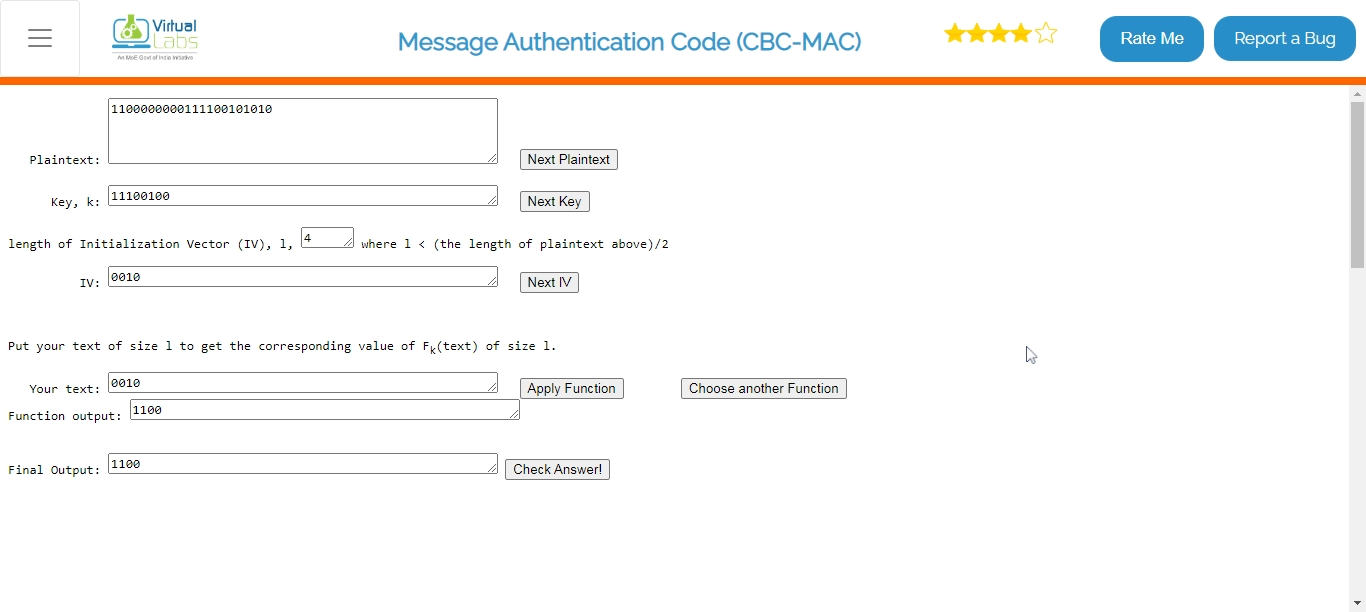 Virtual
Labs
An MoE Govt of India Initiative
Message Authentication Code (CBC-MAC)
Rate Me
Report a Bug
Plaintext: 1100000000111100101010 Next Plaintext
Key, k: 11100100 Next Key
length of Initialization Vector (IV), l, 4 where l < (the length of plaintext above)/2
IV: 0010 Next IV
Put your text of size l to get the corresponding value of Fk(text) of size l.
Your text: 0010 Apply Function Choose another Function
Function output: 1100
Final Output: 1100 Check Answer!